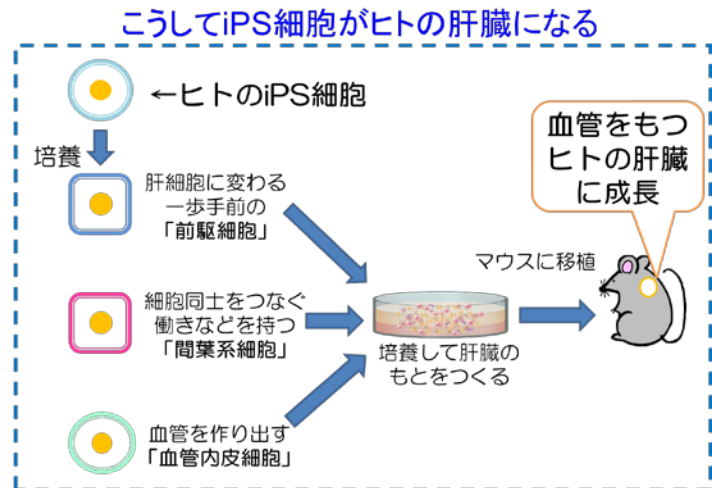 こうしてiPS細胞がヒトの肝臓になる
←ヒトのiPS細胞
培養
肝細胞に変わる
一歩手前の
「前駆細胞」
細胞同士をつなぐ
働きなどを持つ
「間葉系細胞」
血管を作り出す
「血管内皮細胞」
培養して肝臓の
もとをつくる
マウスに移植
血管をもつ
ヒトの肝臓
に成長